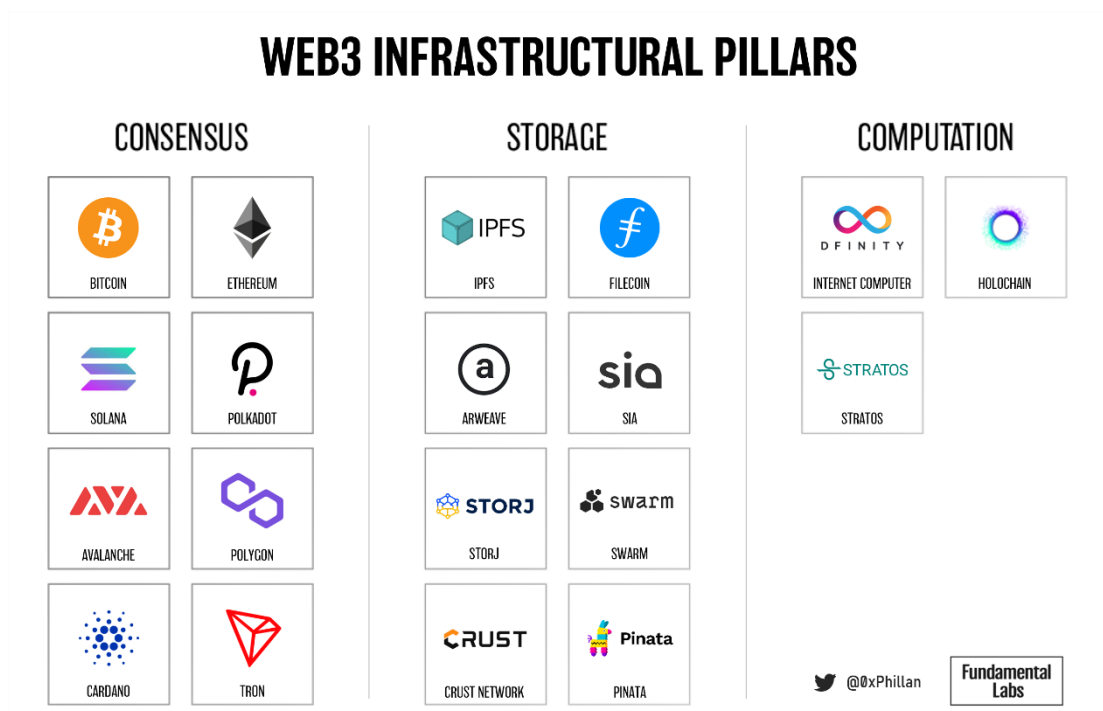 WEB3 INFRASTRUCTURAL PILLARS
CONSENSUS
BITCOIN
ETHEREUM
SOLANA
POLKADOT
AVALANCHE
POLYGON
CARDANO
TRON
STORAGE
IPFS
IPFS
FILECOIN
a
ARWEAVE
sia
SIA
STORJ
STORJ
swarm
SWARM
CRUST
CRUST NETWORK
Pinata
PINATA
COMPUTATION
DFINITY
INTERNET COMPUTER
HOLOCHAIN
STRATOS
STRATOS
@0xPhillan
Fundamental
Labs